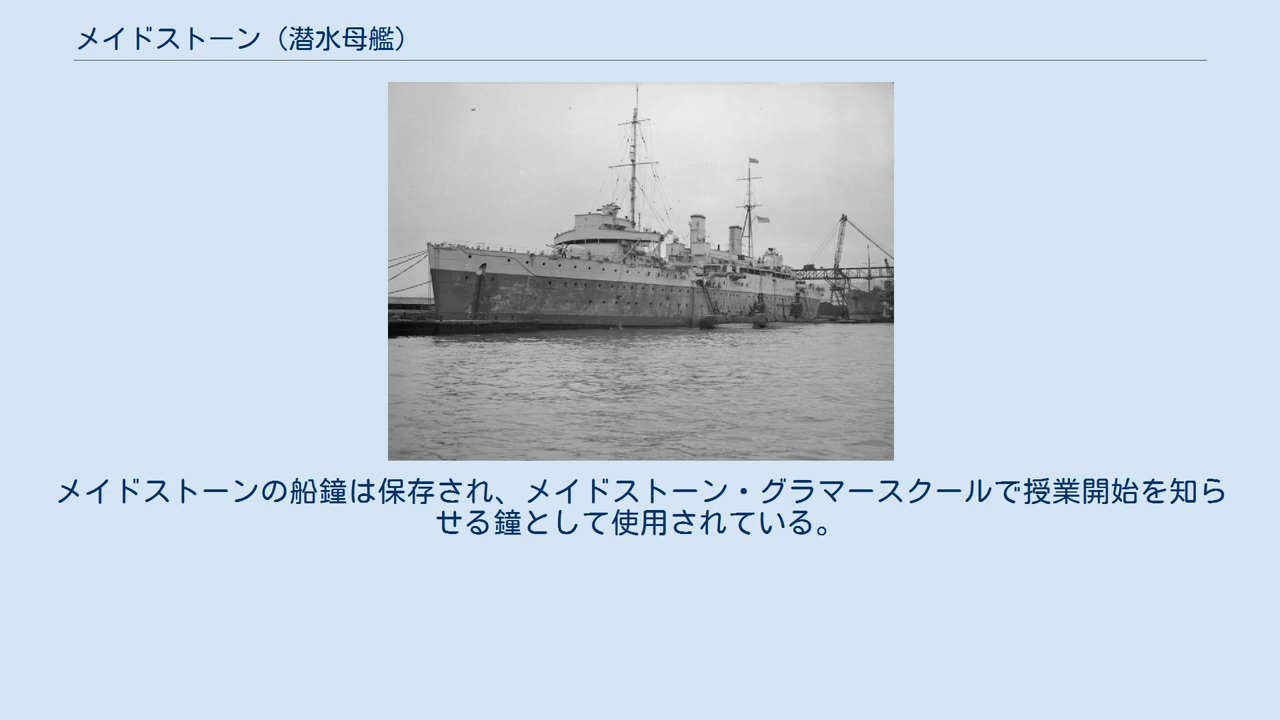 メイドストーン（潜水母艦）
メイドストーンの船鐘は保存され、メイドストーン・グラマースクールで授業開始を知ら
せる鐘として使用されている。